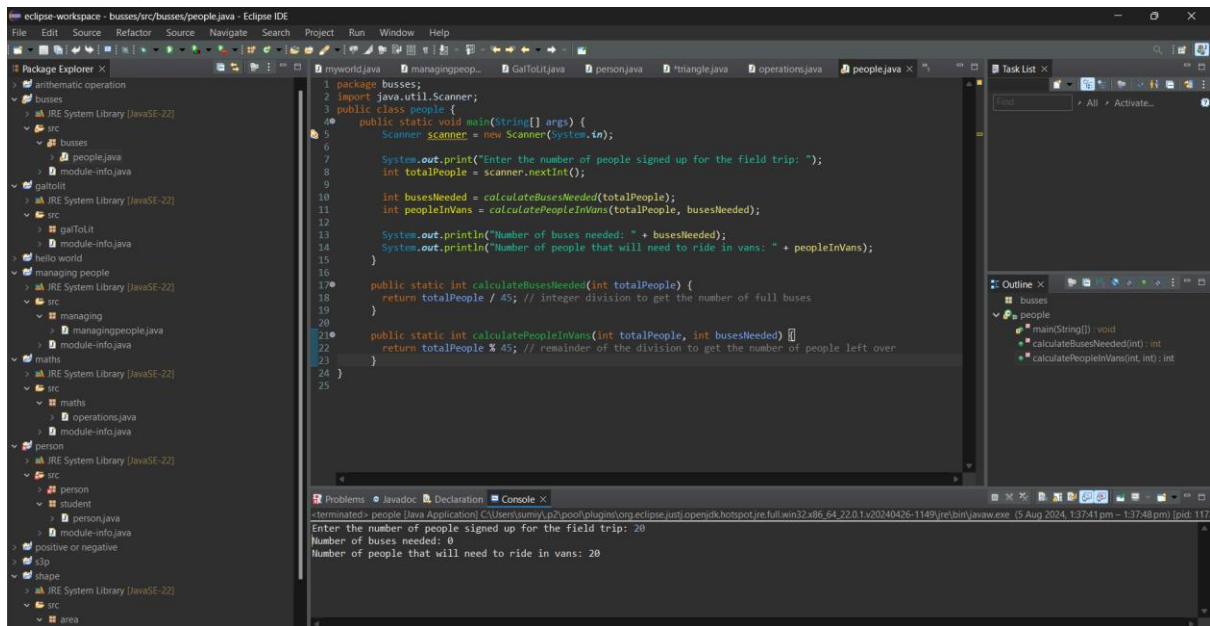 eclipse-workspace - busses/src/busses/people.java - Eclipse IDE
File Edit Source Refactor Source Navigate Search Project Run Window Help
Package Explorer
arithematic operation
busses
JRE System Library [JavaSE-22]
src
busses
people.java
module-info.java
galtolit
JRE System Library [JavaSE-22]
src
galToLit
module-info.java
hello world
managing people
JRE System Library [JavaSE-22]
src
managing
managingpeople.java
module-info.java
maths
JRE System Library [JavaSE-22]
src
maths
operations.java
module-info.java
person
JRE System Library [JavaSE-22]
src
person
student
person.java
module-info.java
positive or negative
s3p
shape
JRE System Library [JavaSE-22]
src
area
myworld.java managingpeop... GalToLit.java person.java *triangle.java operations.java people.java
1 package busses;
2 import java.util.Scanner;
3 public class people {
4 public static void main(String[] args) {
5 Scanner scanner = new Scanner(System.in);
6
7 System.out.print("Enter the number of people signed up for the field trip: ");
8 int totalPeople = scanner.nextInt();
9
10 int busesNeeded = calculateBusesNeeded(totalPeople);
11 int peopleInVans = calculatePeopleInVans(totalPeople, busesNeeded);
12
13 System.out.println("Number of buses needed: " + busesNeeded);
14 System.out.println("Number of people that will need to ride in vans: " + peopleInVans);
15 }
16
17 public static int calculateBusesNeeded(int totalPeople) {
18 return totalPeople / 45; // integer division to get the number of full buses
19 }
20
21 public static int calculatePeopleInVans(int totalPeople, int busesNeeded) {
22 return totalPeople % 45; // remainder of the division to get the number of people left over
23 }
24 }
25
Problems Javadoc Declaration Console
<terminated> people [Java Application] C:\Users\sumiy\.p2\pool\plugins\org.eclipse.justj.openjdk.hotspot.jre.full.win32.x86_64_22.0.1.v20240426-1149\jre\bin\javaw.exe (5 Aug 2024, 1:37:41 pm – 1:37:48 pm) [pid: 117
Enter the number of people signed up for the field trip: 20
Number of buses needed: 0
Number of people that will need to ride in vans: 20
Task List
Find All Activate...
Outline
busses
people
main(String[]) : void
calculateBusesNeeded(int) : int
calculatePeopleInVans(int, int) : int